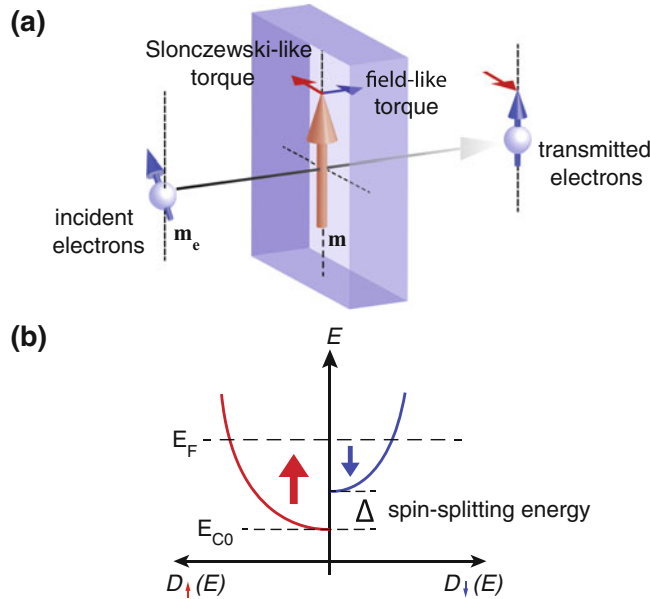 (a)
Slonczewski-like
torque
field-like
torque
transmitted
electrons
incident
electrons
m_e
m
(b)
E
E_F
Δ spin-splitting energy
E_C0
D↑(E)
D↓(E)